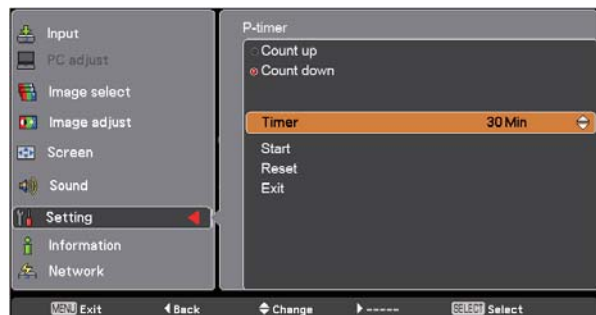 Input
PC adjust
Image select
Image adjust
Screen
Sound
Setting
Information
Network
P-timer
Count up
Count down
Timer 30 Min
Start
Reset
Exit
MENU Exit Back Change ----- SELECT Select